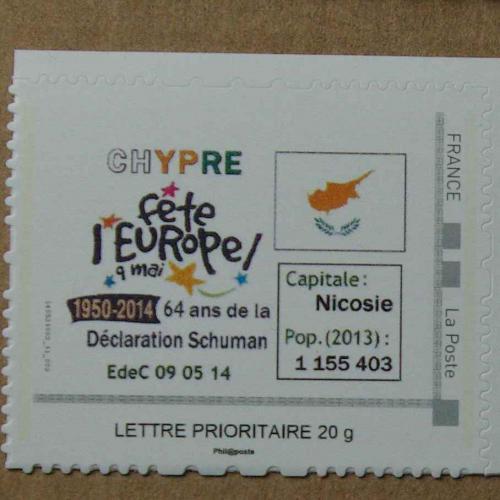 CHYPRE
fête
l'EUROPE!
9 mai
1950-2014 64 ans de la
Déclaration Schuman
EdeC 09 05 14
Capitale:
Nicosie
Pop.(2013) :
1 155 403
FRANCE
La Poste
LETTRE PRIORITAIRE 20 g
Phil@poste